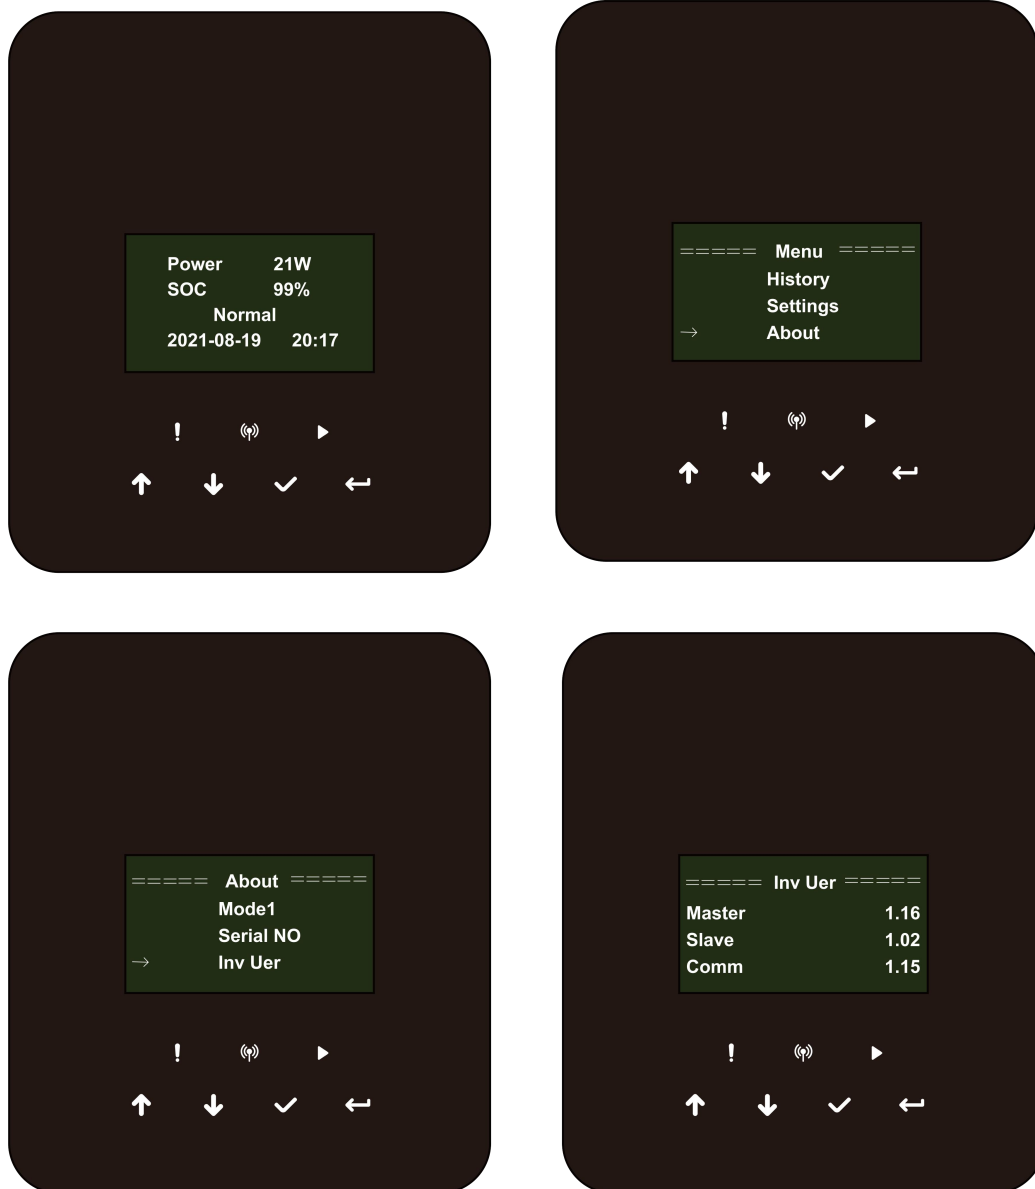 Power 21W
SOC 99%
Normal
2021-08-19 20:17
===== Menu =====
History
Settings
→ About
===== About =====
Mode1
Serial NO
→ Inv Uer
===== Inv Uer =====
Master 1.16
Slave 1.02
Comm 1.15